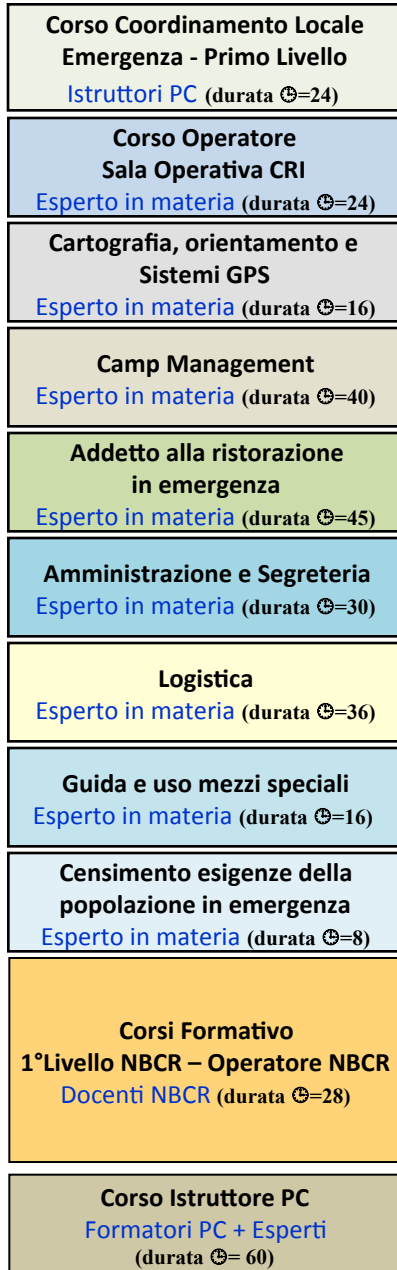 Corso Coordinamento Locale
Emergenza - Primo Livello
Istruttori PC (durata 🕒=24)
Corso Operatore
Sala Operativa CRI
Esperto in materia (durata 🕒=24)
Cartografia, orientamento e
Sistemi GPS
Esperto in materia (durata 🕒=16)
Camp Management
Esperto in materia (durata 🕒=40)
Addetto alla ristorazione
in emergenza
Esperto in materia (durata 🕒=45)
Amministrazione e Segreteria
Esperto in materia (durata 🕒=30)
Logistica
Esperto in materia (durata 🕒=36)
Guida e uso mezzi speciali
Esperto in materia (durata 🕒=16)
Censimento esigenze della
popolazione in emergenza
Esperto in materia (durata 🕒=8)
Corsi Formativo
1°Livello NBCR – Operatore NBCR
Docenti NBCR (durata 🕒=28)
Corso Istruttore PC
Formatori PC + Esperti
(durata 🕒= 60)